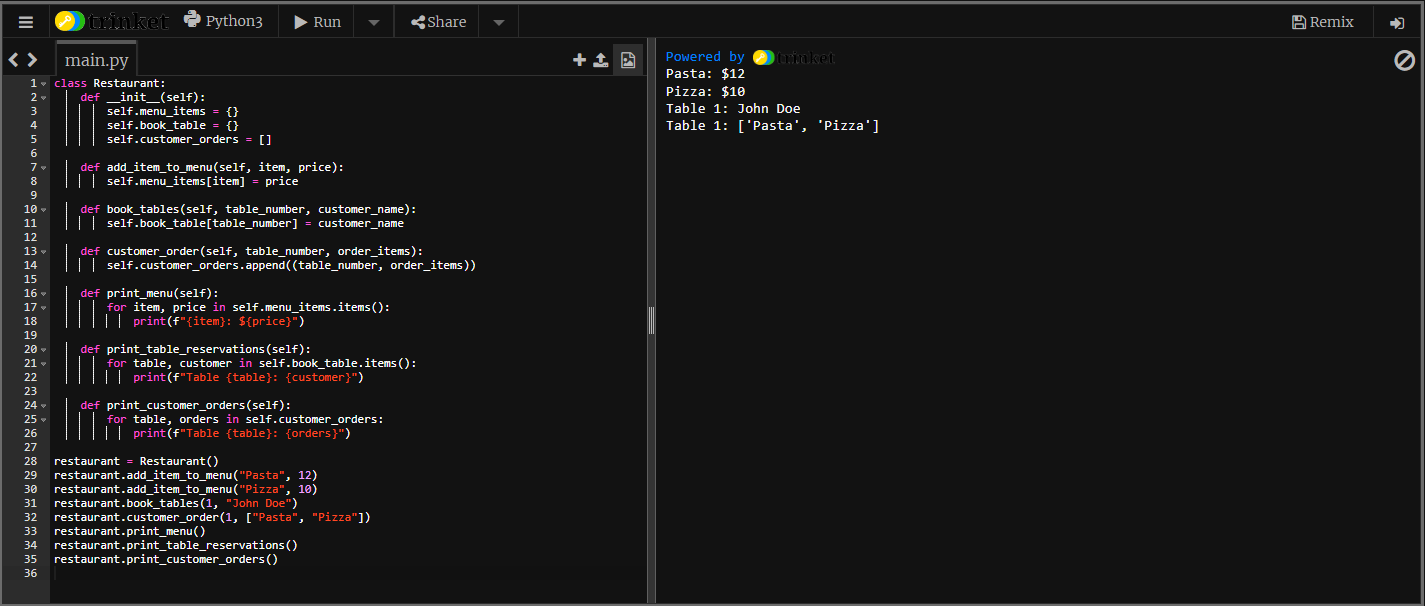 trinket Python3 Run Share Remix
main.py
1 class Restaurant:
2 def __init__(self):
3 self.menu_items = {}
4 self.book_table = {}
5 self.customer_orders = []
6
7 def add_item_to_menu(self, item, price):
8 self.menu_items[item] = price
9
10 def book_tables(self, table_number, customer_name):
11 self.book_table[table_number] = customer_name
12
13 def customer_order(self, table_number, order_items):
14 self.customer_orders.append((table_number, order_items))
15
16 def print_menu(self):
17 for item, price in self.menu_items.items():
18 print(f"{item}: ${price}")
19
20 def print_table_reservations(self):
21 for table, customer in self.book_table.items():
22 print(f"Table {table}: {customer}")
23
24 def print_customer_orders(self):
25 for table, orders in self.customer_orders:
26 print(f"Table {table}: {orders}")
27
28 restaurant = Restaurant()
29 restaurant.add_item_to_menu("Pasta", 12)
30 restaurant.add_item_to_menu("Pizza", 10)
31 restaurant.book_tables(1, "John Doe")
32 restaurant.customer_order(1, ["Pasta", "Pizza"])
33 restaurant.print_menu()
34 restaurant.print_table_reservations()
35 restaurant.print_customer_orders()
36
Powered by trinket
Pasta: $12
Pizza: $10
Table 1: John Doe
Table 1: ['Pasta', 'Pizza']